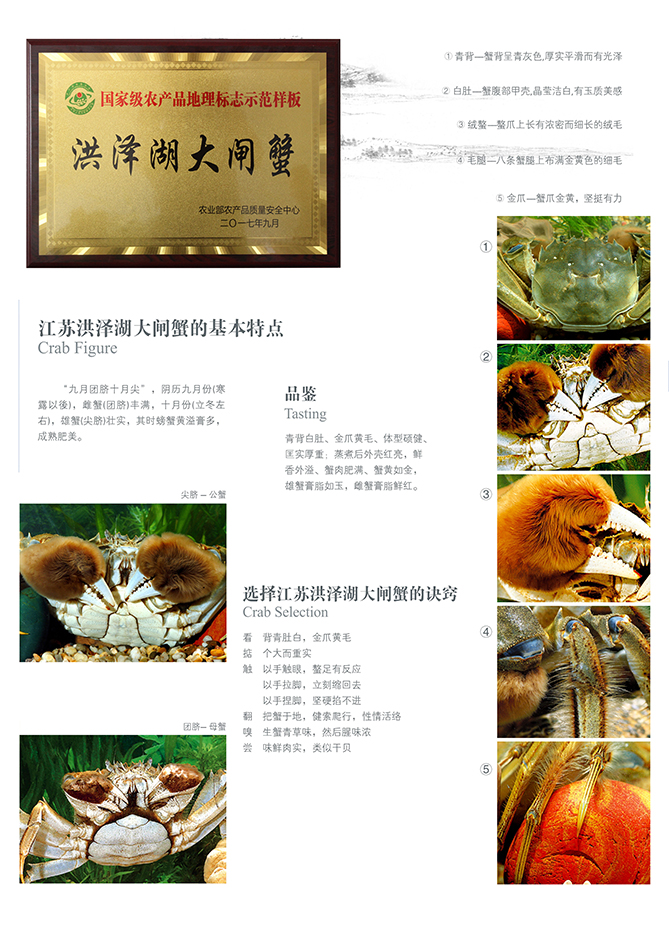 国家级农产品地理标志示范样板
洪泽湖大闸蟹
农业部农产品质量安全中心
二〇一七年九月
① 青背—蟹背呈青灰色,厚实平滑而有光泽
② 白肚—蟹腹部甲壳,晶莹洁白,有玉质美感
③ 绒螯—螯爪上长有浓密而细长的绒毛
④ 毛腿—八条蟹腿上布满金黄色的细毛
⑤ 金爪—蟹爪金黄，坚挺有力
①
②
③
④
⑤
江苏洪泽湖大闸蟹的基本特点
Crab Figure
“九月团脐十月尖”，阴历九月份(寒
露以後)，雌蟹(团脐)丰满，十月份(立冬左
右)，雄蟹(尖脐)壮实，其时螃蟹黄溢膏多，
成熟肥美。
品鉴
Tasting
青背白肚、金爪黄毛、体型硕健、
实厚重；蒸煮后外壳红亮，鲜
香外溢、蟹肉肥满、蟹黄如金，
雄蟹膏脂如玉，雌蟹膏脂鲜红。
尖脐 – 公蟹
团脐– 母蟹
选择江苏洪泽湖大闸蟹的诀窍
Crab Selection
看 背青肚白，金爪黄毛
掂 个大而重实
触 以手触眼，螯足有反应
以手拉脚，立刻缩回去
以手捏脚，坚硬掐不进
翻 把蟹于地，健索爬行，性情活络
嗅 生蟹青草味，然后腥味浓
尝 味鲜肉实，类似干贝